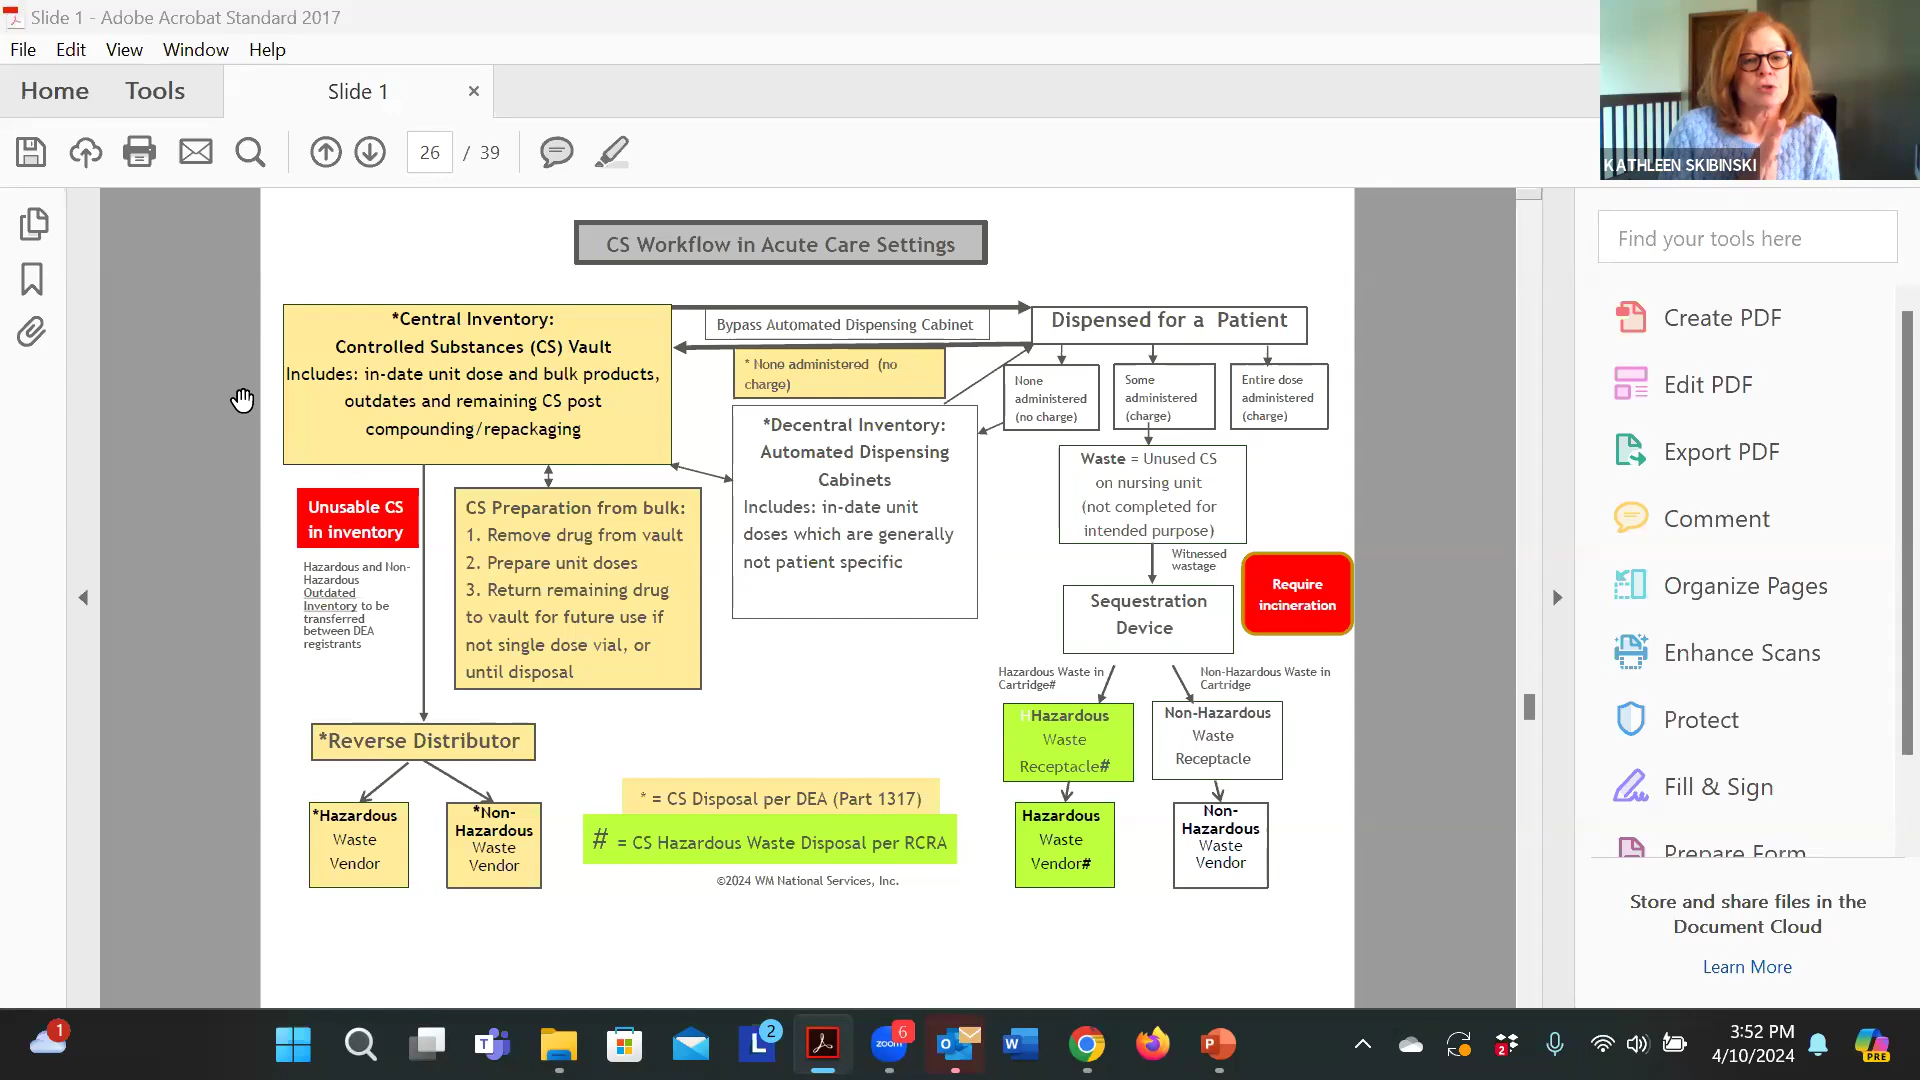 Slide 1 - Adobe Acrobat Standard 2017
File Edit View Window Help
Home Tools Slide 1 ×
26 / 39
KATHLEEN SKIBINSKI
CS Workflow in Acute Care Settings
*Central Inventory:
Controlled Substances (CS) Vault
Includes: in-date unit dose and bulk products,
outdates and remaining CS post
compounding/repackaging
Bypass Automated Dispensing Cabinet
* None administered (no
charge)
Dispensed for a Patient
None
administered
(no charge)
Some
administered
(charge)
Entire dose
administered
(charge)
*Decentral Inventory:
Automated Dispensing
Cabinets
Includes: in-date unit
doses which are generally
not patient specific
Waste = Unused CS
on nursing unit
(not completed for
intended purpose)
Witnessed
wastage
Unusable CS
in inventory
Hazardous and Non-
Hazardous
Outdated
Inventory to be
transferred
between DEA
registrants
CS Preparation from bulk:
1. Remove drug from vault
2. Prepare unit doses
3. Return remaining drug
to vault for future use if
not single dose vial, or
until disposal
Sequestration
Device
Require
incineration
Hazardous Waste in
Cartridge#
Non-Hazardous Waste in
Cartridge
HHazardous
Waste
Receptacle#
Non-Hazardous
Waste
Receptacle
*Reverse Distributor
*Hazardous
Waste
Vendor
*Non-
Hazardous
Waste
Vendor
* = CS Disposal per DEA (Part 1317)
# = CS Hazardous Waste Disposal per RCRA
©2024 WM National Services, Inc.
Hazardous
Waste
Vendor#
Non-
Hazardous
Waste
Vendor
Find your tools here
Create PDF
Edit PDF
Export PDF
Comment
Organize Pages
Enhance Scans
Protect
Fill & Sign
Prepare Form
Store and share files in the
Document Cloud
Learn More
1
2
zoom
6
2
3:52 PM
4/10/2024
PRE